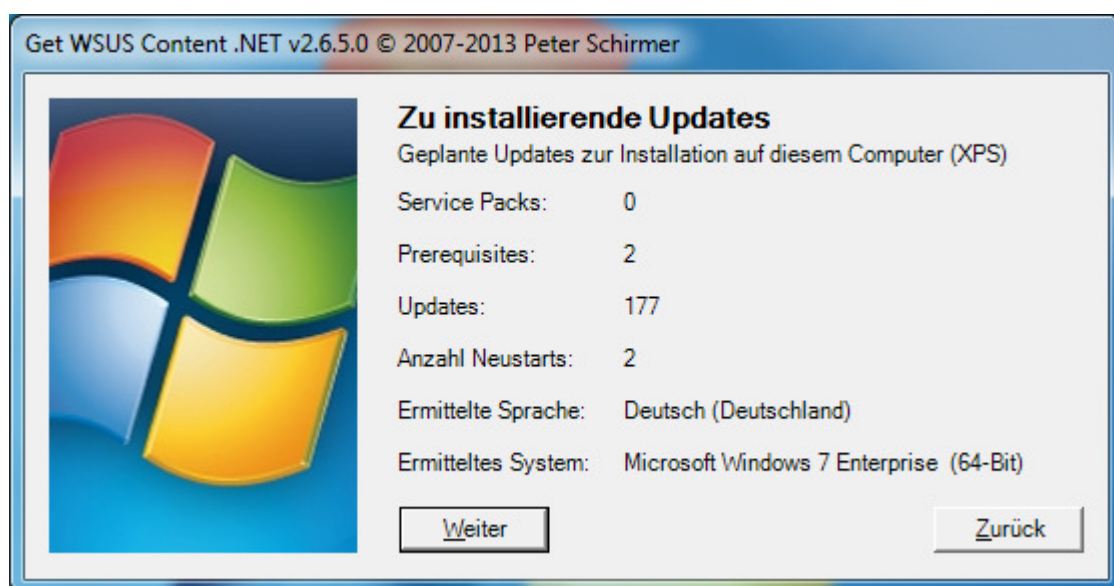 Get WSUS Content .NET v2.6.5.0 © 2007-2013 Peter Schirmer
Zu installierende Updates
Geplante Updates zur Installation auf diesem Computer (XPS)
Service Packs: 0
Prerequisites: 2
Updates: 177
Anzahl Neustarts: 2
Ermittelte Sprache: Deutsch (Deutschland)
Ermitteltes System: Microsoft Windows 7 Enterprise (64-Bit)
Weiter Zurück